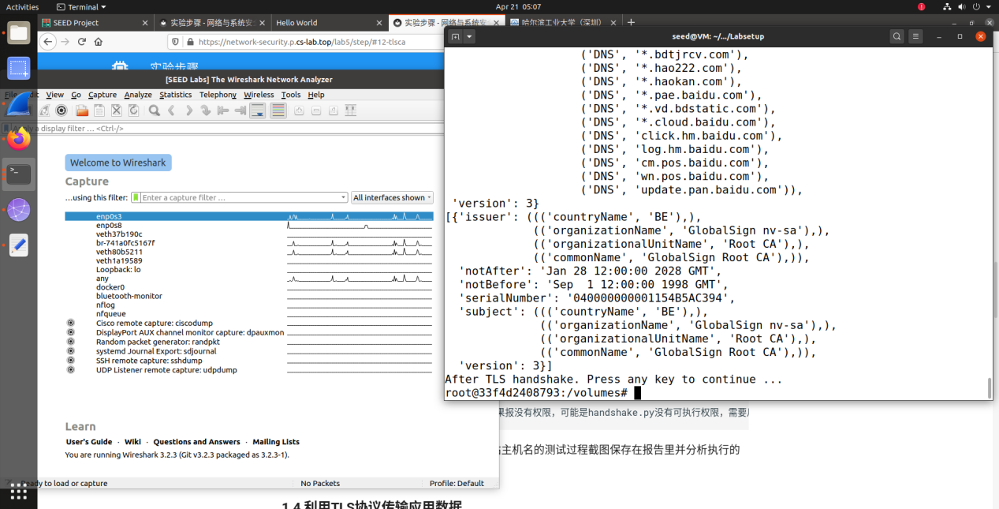 Activities
Terminal
Apr 21 05:07
SEED Project
实验步骤 - 网络与系统安
Hello World
实验步骤 - 网络与系统安
哈尔滨工业大学（深圳）
https://network-security.p.cs-lab.top/lab5/step/#12-tlsca
实验步骤
[SEED Labs] The Wireshark Network Analyzer
File Edit View Go Capture Analyze Statistics Telephony Wireless Tools Help
Apply a display filter … <Ctrl-/>
Welcome to Wireshark
Capture
...using this filter: Enter a capture filter … All interfaces shown
enp0s3
enp0s8
veth37b190c
br-741a0fc5167f
veth80b5211
veth1a19589
Loopback: lo
any
docker0
bluetooth-monitor
nflog
nfqueue
Cisco remote capture: ciscodump
DisplayPort AUX channel monitor capture: dpauxmon
Random packet generator: randpkt
systemd Journal Export: sdjournal
SSH remote capture: sshdump
UDP Listener remote capture: udpdump
Learn
User's Guide · Wiki · Questions and Answers · Mailing Lists
You are running Wireshark 3.2.3 (Git v3.2.3 packaged as 3.2.3-1).
Ready to load or capture
No Packets
Profile: Default
seed@VM: ~/.../Labsetup
('DNS', '*.bdtjrcv.com'),
('DNS', '*.hao222.com'),
('DNS', '*.haokan.com'),
('DNS', '*.pae.baidu.com'),
('DNS', '*.vd.bdstatic.com'),
('DNS', '*.cloud.baidu.com'),
('DNS', 'click.hm.baidu.com'),
('DNS', 'log.hm.baidu.com'),
('DNS', 'cm.pos.baidu.com'),
('DNS', 'wn.pos.baidu.com'),
('DNS', 'update.pan.baidu.com')),
'version': 3}
[{'issuer': ((('countryName', 'BE'),),
(('organizationName', 'GlobalSign nv-sa'),),
(('organizationalUnitName', 'Root CA'),),
(('commonName', 'GlobalSign Root CA'),)),
'notAfter': 'Jan 28 12:00:00 2028 GMT',
'notBefore': 'Sep  1 12:00:00 1998 GMT',
'serialNumber': '040000000001154B5AC394',
'subject': ((('countryName', 'BE'),),
(('organizationName', 'GlobalSign nv-sa'),),
(('organizationalUnitName', 'Root CA'),),
(('commonName', 'GlobalSign Root CA'),)),
'version': 3}]
After TLS handshake. Press any key to continue ...
root@33f4d2408793:/volumes#
果报没有权限，可能是handshake.py没有可执行权限，需要
主机名的测试过程截图保存在报告里并分析执行的
1.4 利用TLS协议传输应用数据